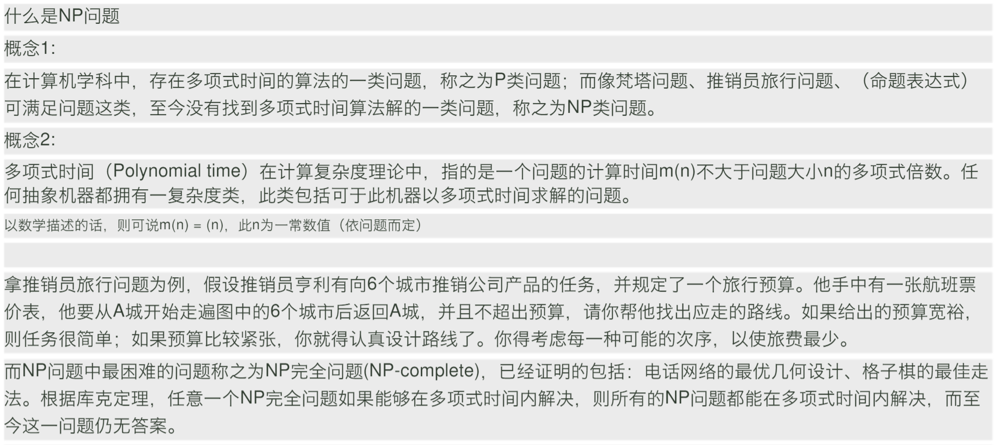 什么是NP问题
概念1:
在计算机学科中，存在多项式时间的算法的一类问题，称之为P类问题；而像梵塔问题、推销员旅行问题、（命题表达式）
可满足问题这类，至今没有找到多项式时间算法解的一类问题，称之为NP类问题。
概念2:
多项式时间（Polynomial time）在计算复杂度理论中，指的是一个问题的计算时间m(n)不大于问题大小n的多项式倍数。任
何抽象机器都拥有一复杂度类，此类包括可于此机器以多项式时间求解的问题。
以数学描述的话，则可说m(n) = (n)，此n为一常数值（依问题而定）
拿推销员旅行问题为例，假设推销员亨利有向6个城市推销公司产品的任务，并规定了一个旅行预算。他手中有一张航班票
价表，他要从A城开始走遍图中的6个城市后返回A城，并且不超出预算，请你帮他找出应走的路线。如果给出的预算宽裕，
则任务很简单；如果预算比较紧张，你就得认真设计路线了。你得考虑每一种可能的次序，以使旅费最少。
而NP问题中最困难的问题称之为NP完全问题(NP-complete)，已经证明的包括：电话网络的最优几何设计、格子棋的最佳走
法。根据库克定理，任意一个NP完全问题如果能够在多项式时间内解决，则所有的NP问题都能在多项式时间内解决，而至
今这一问题仍无答案。